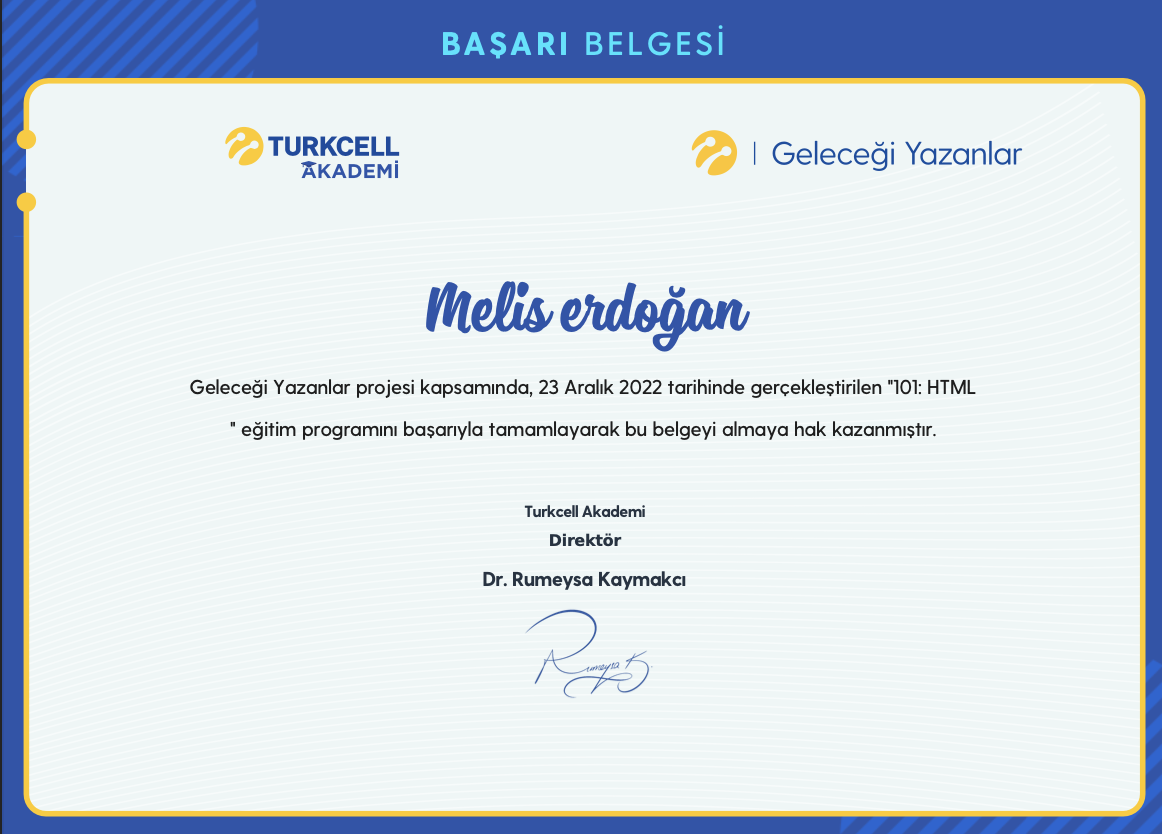 BAŞARI BELGESİ
TURKCELL
AKADEMİ
| Geleceği Yazanlar
Melis erdoğan
Geleceği Yazanlar projesi kapsamında, 23 Aralık 2022 tarihinde gerçekleştirilen "101: HTML
" eğitim programını başarıyla tamamlayarak bu belgeyi almaya hak kazanmıştır.
Turkcell Akademi
Direktör
Dr. Rumeysa Kaymakcı
Rumeysa K.